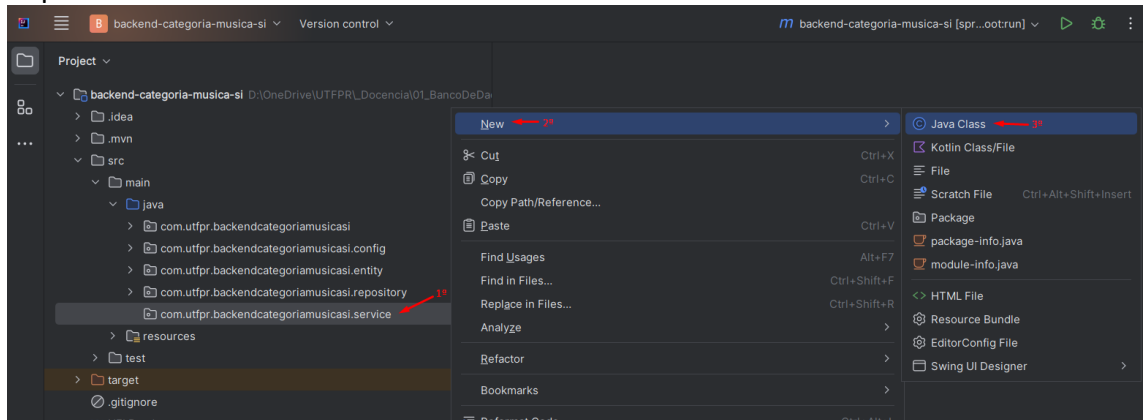 B backend-categoria-musica-si Version control m backend-categoria-musica-si [spr...oot:run]
Project
backend-categoria-musica-si D:\OneDrive\UTFPR\_Docencia\01_BancoDeDa
.idea
.mvn
src
main
java
com.utfpr.backendcategoriamusicasi
com.utfpr.backendcategoriamusicasi.config
com.utfpr.backendcategoriamusicasi.entity
com.utfpr.backendcategoriamusicasi.repository
com.utfpr.backendcategoriamusicasi.service 1º
resources
test
target
.gitignore
New 2º
Cut Ctrl+X
Copy Ctrl+C
Copy Path/Reference...
Paste Ctrl+V
Find Usages Alt+F7
Find in Files... Ctrl+Shift+F
Replace in Files... Ctrl+Shift+R
Analyze
Refactor
Bookmarks
Reformat Code Ctrl+Alt+L
Java Class 3º
Kotlin Class/File
File
Scratch File Ctrl+Alt+Shift+Insert
Package
package-info.java
module-info.java
HTML File
Resource Bundle
EditorConfig File
Swing UI Designer